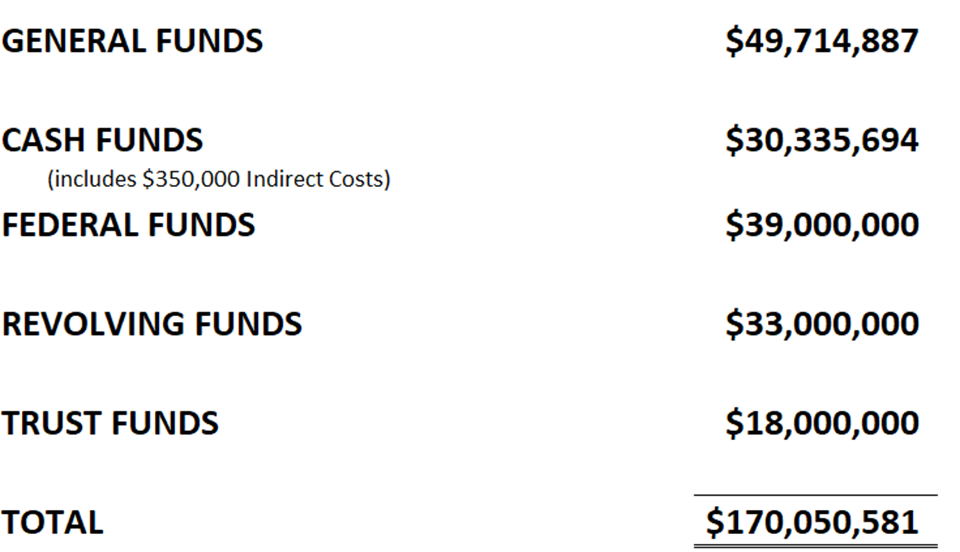 GENERAL FUNDS $49,714,887
CASH FUNDS $30,335,694
(includes $350,000 Indirect Costs)
FEDERAL FUNDS $39,000,000
REVOLVING FUNDS $33,000,000
TRUST FUNDS $18,000,000
TOTAL $170,050,581